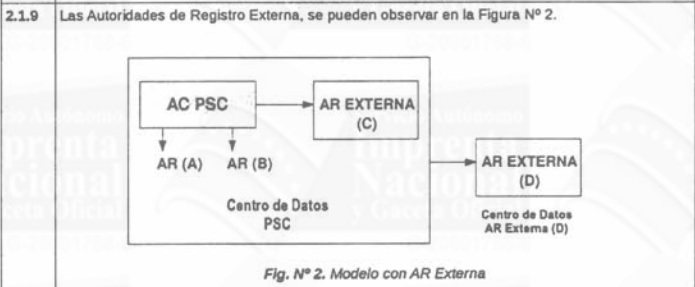 2.1.9 Las Autoridades de Registro Externa, se pueden observar en la Figura Nº 2.
AC PSC
AR EXTERNA
(C)
AR (A) AR (B)
AR EXTERNA
(D)
Centro de Datos
PSC
Centro de Datos
AR Externa (D)
Fig. Nº 2. Modelo con AR Externa